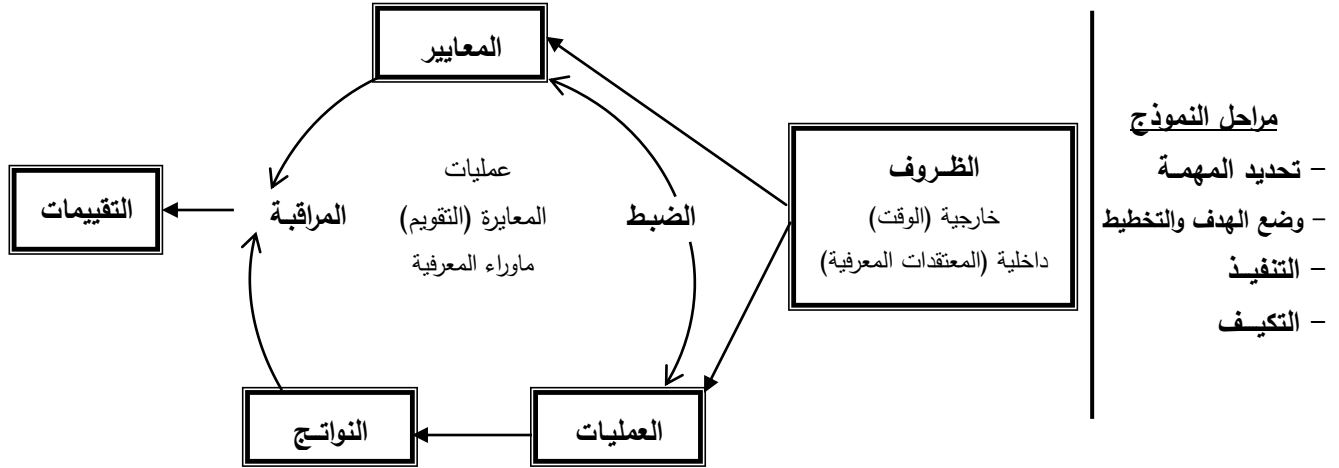 مراحل النموذج
– تحديد المهمـة
– وضع الهدف والتخطيط
– التنفيـذ
– التكيـف
الظـروف
خارجية (الوقت)
داخلية (المعتقدات المعرفية)
المعايير
الضبـط
عمليات
المعايرة (التقويم)
ماوراء المعرفية
المراقبـة
التقييمات
العمليات
النواتـج